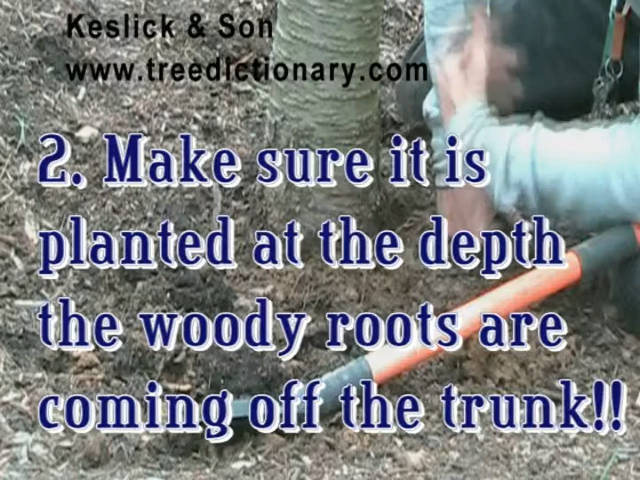 Keslick & Son
www.treedictionary.com
2. Make sure it is
planted at the depth
the woody roots are
coming off the trunk!!